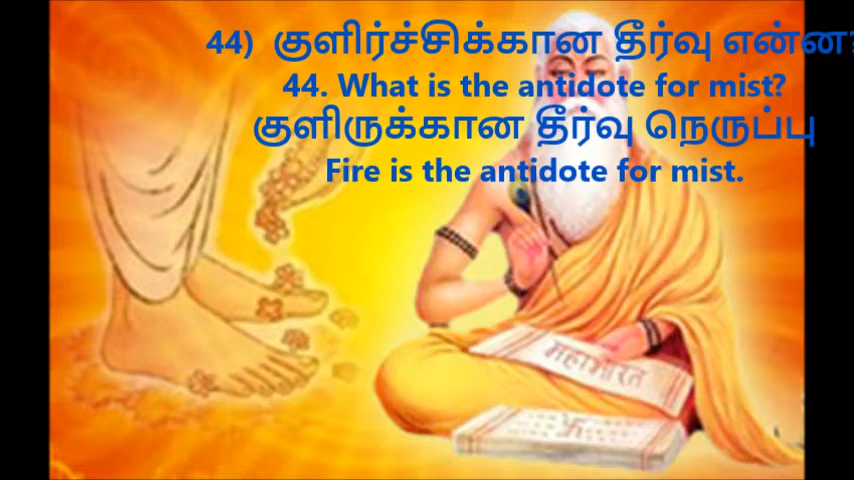 44)  குளிர்ச்சிக்கான தீர்வு என்ன?
44. What is the antidote for mist?
குளிருக்கான தீர்வு நெருப்பு
Fire is the antidote for mist.
महाभारत